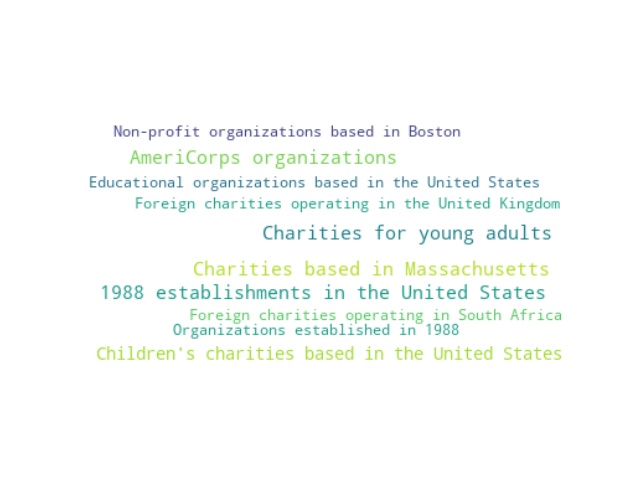 Non-profit organizations based in Boston
AmeriCorps organizations
Educational organizations based in the United States
Foreign charities operating in the United Kingdom
Charities for young adults
Charities based in Massachusetts
1988 establishments in the United States
Foreign charities operating in South Africa
Organizations established in 1988
Children's charities based in the United States